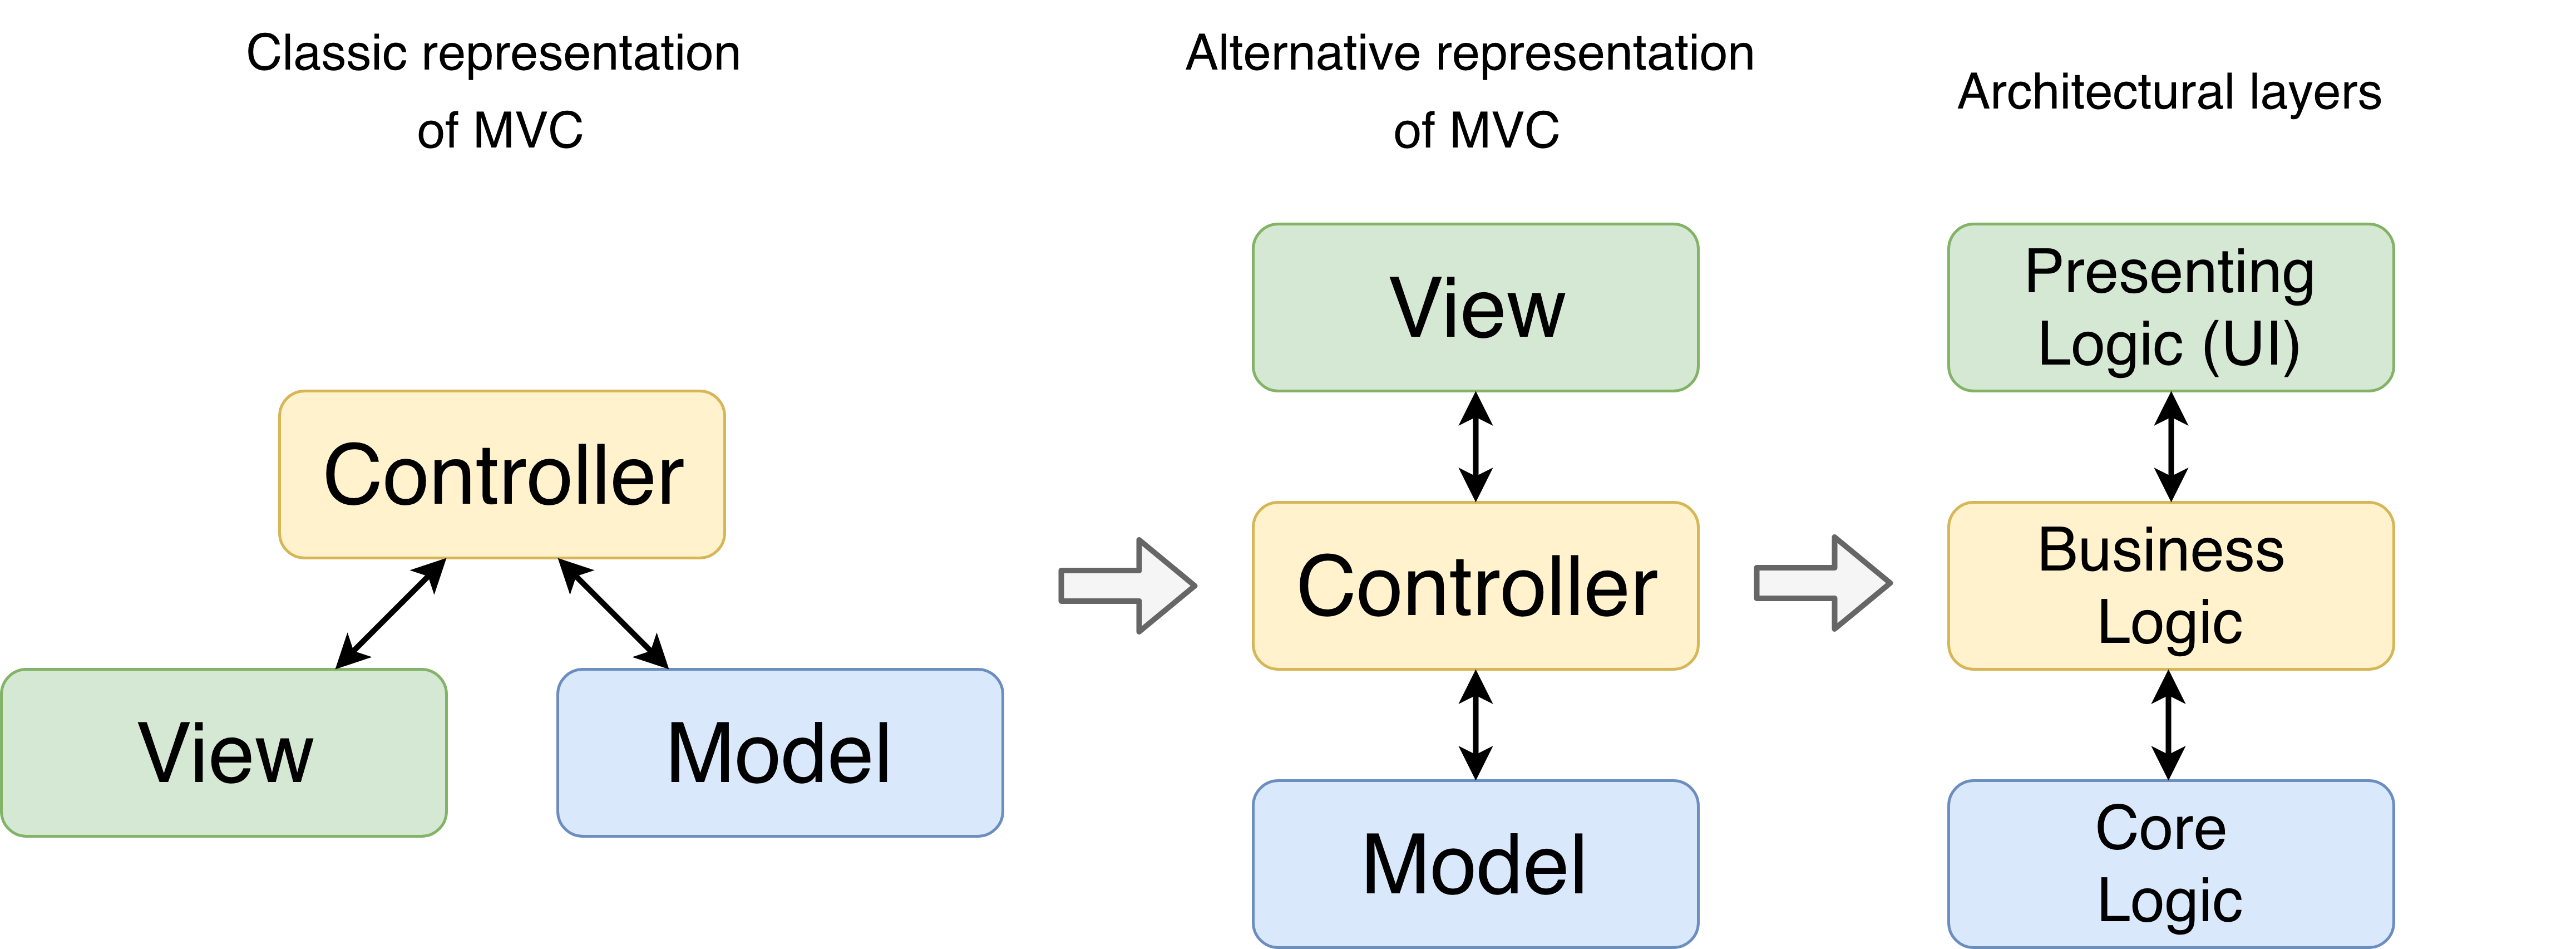 Classic representation
of MVC
Controller
View
Model
Alternative representation
of MVC
View
Controller
Model
Architectural layers
Presenting
Logic (UI)
Business
Logic
Core
Logic